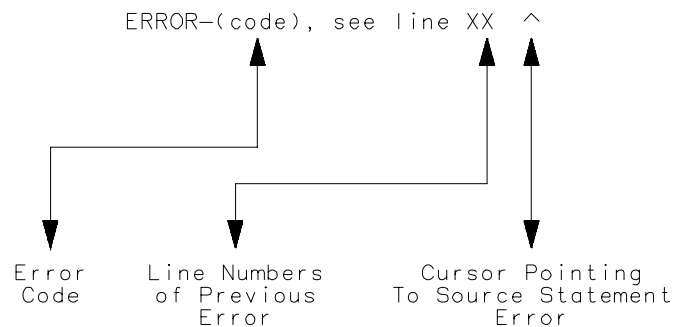 ERROR–(code), see line XX ^
Error
Code
Line Numbers
of Previous
Error
Cursor Pointing
To Source Statement
Error